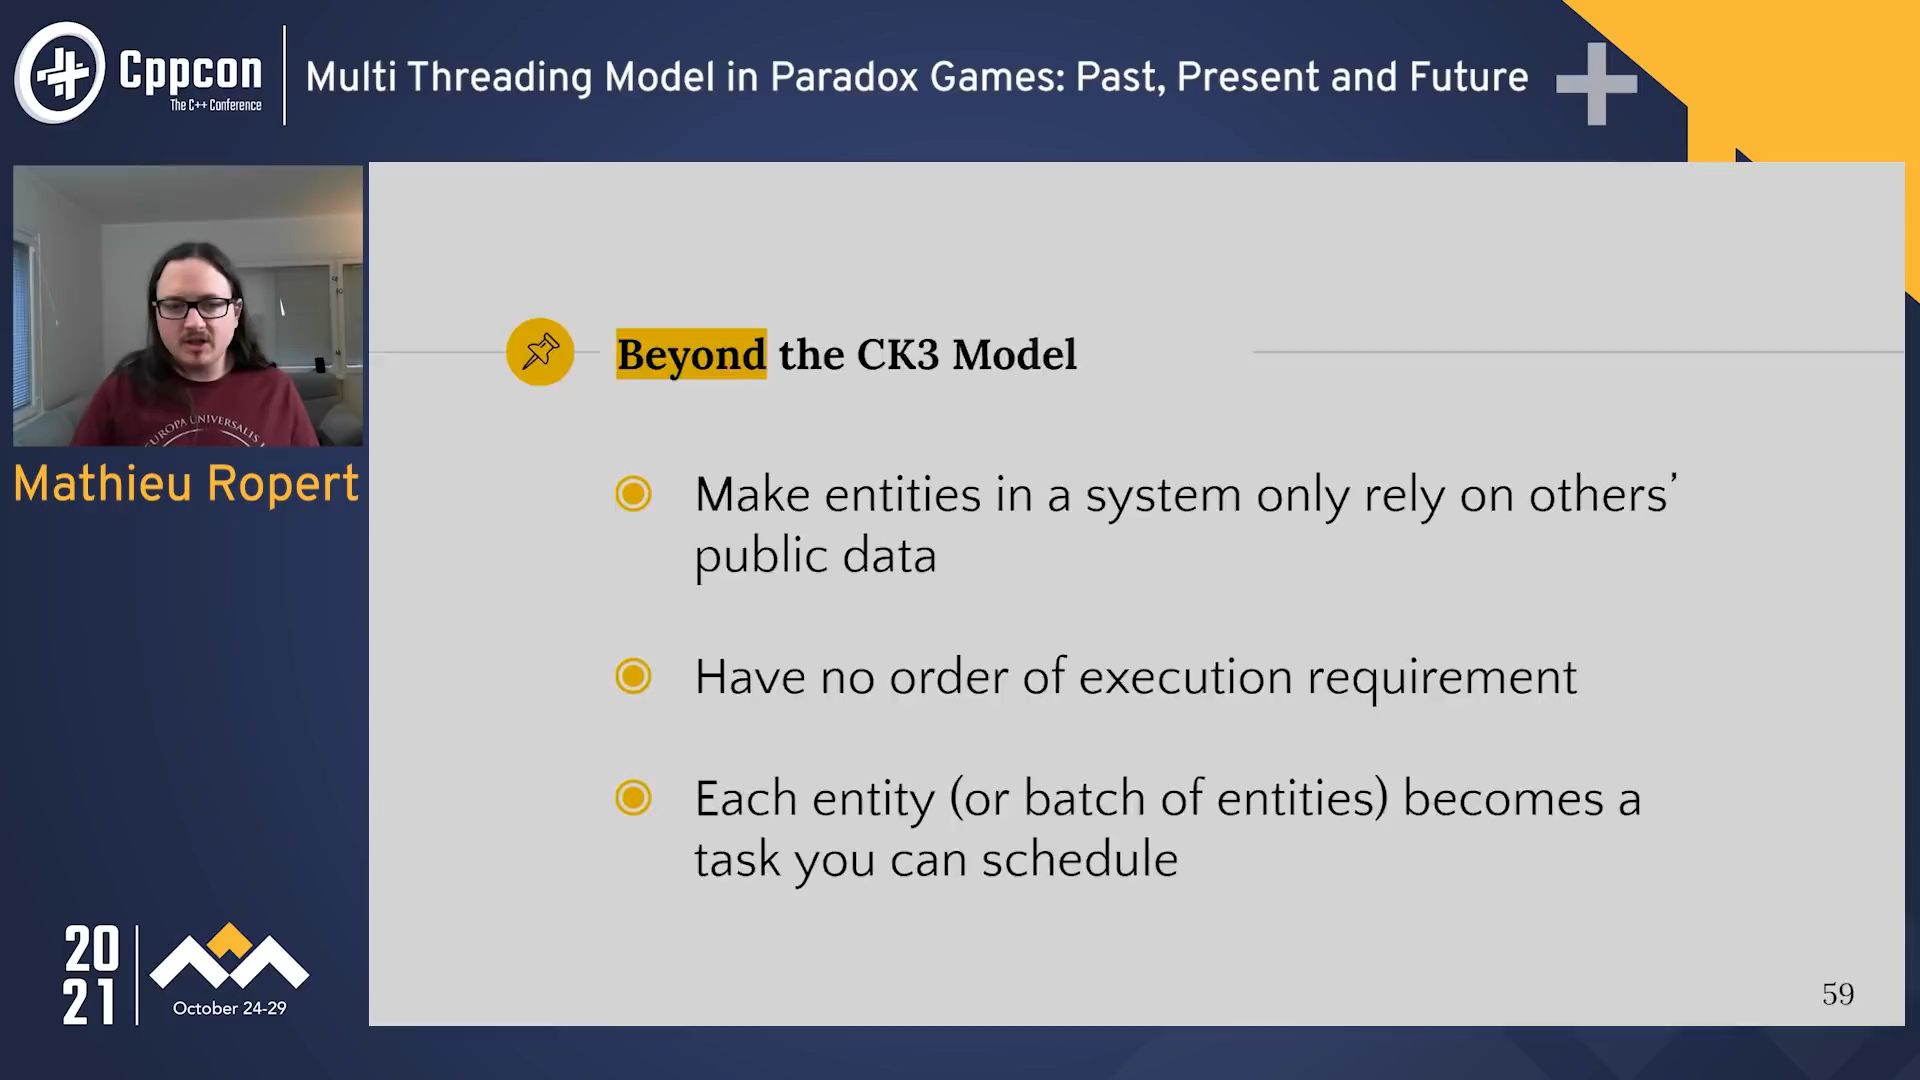 Cppcon
The C++ Conference
Multi Threading Model in Paradox Games: Past, Present and Future
EUROPA UNIVERSALIS
Mathieu Ropert
Beyond the CK3 Model
Make entities in a system only rely on others’
public data
Have no order of execution requirement
Each entity (or batch of entities) becomes a
task you can schedule
59
20
21
October 24-29